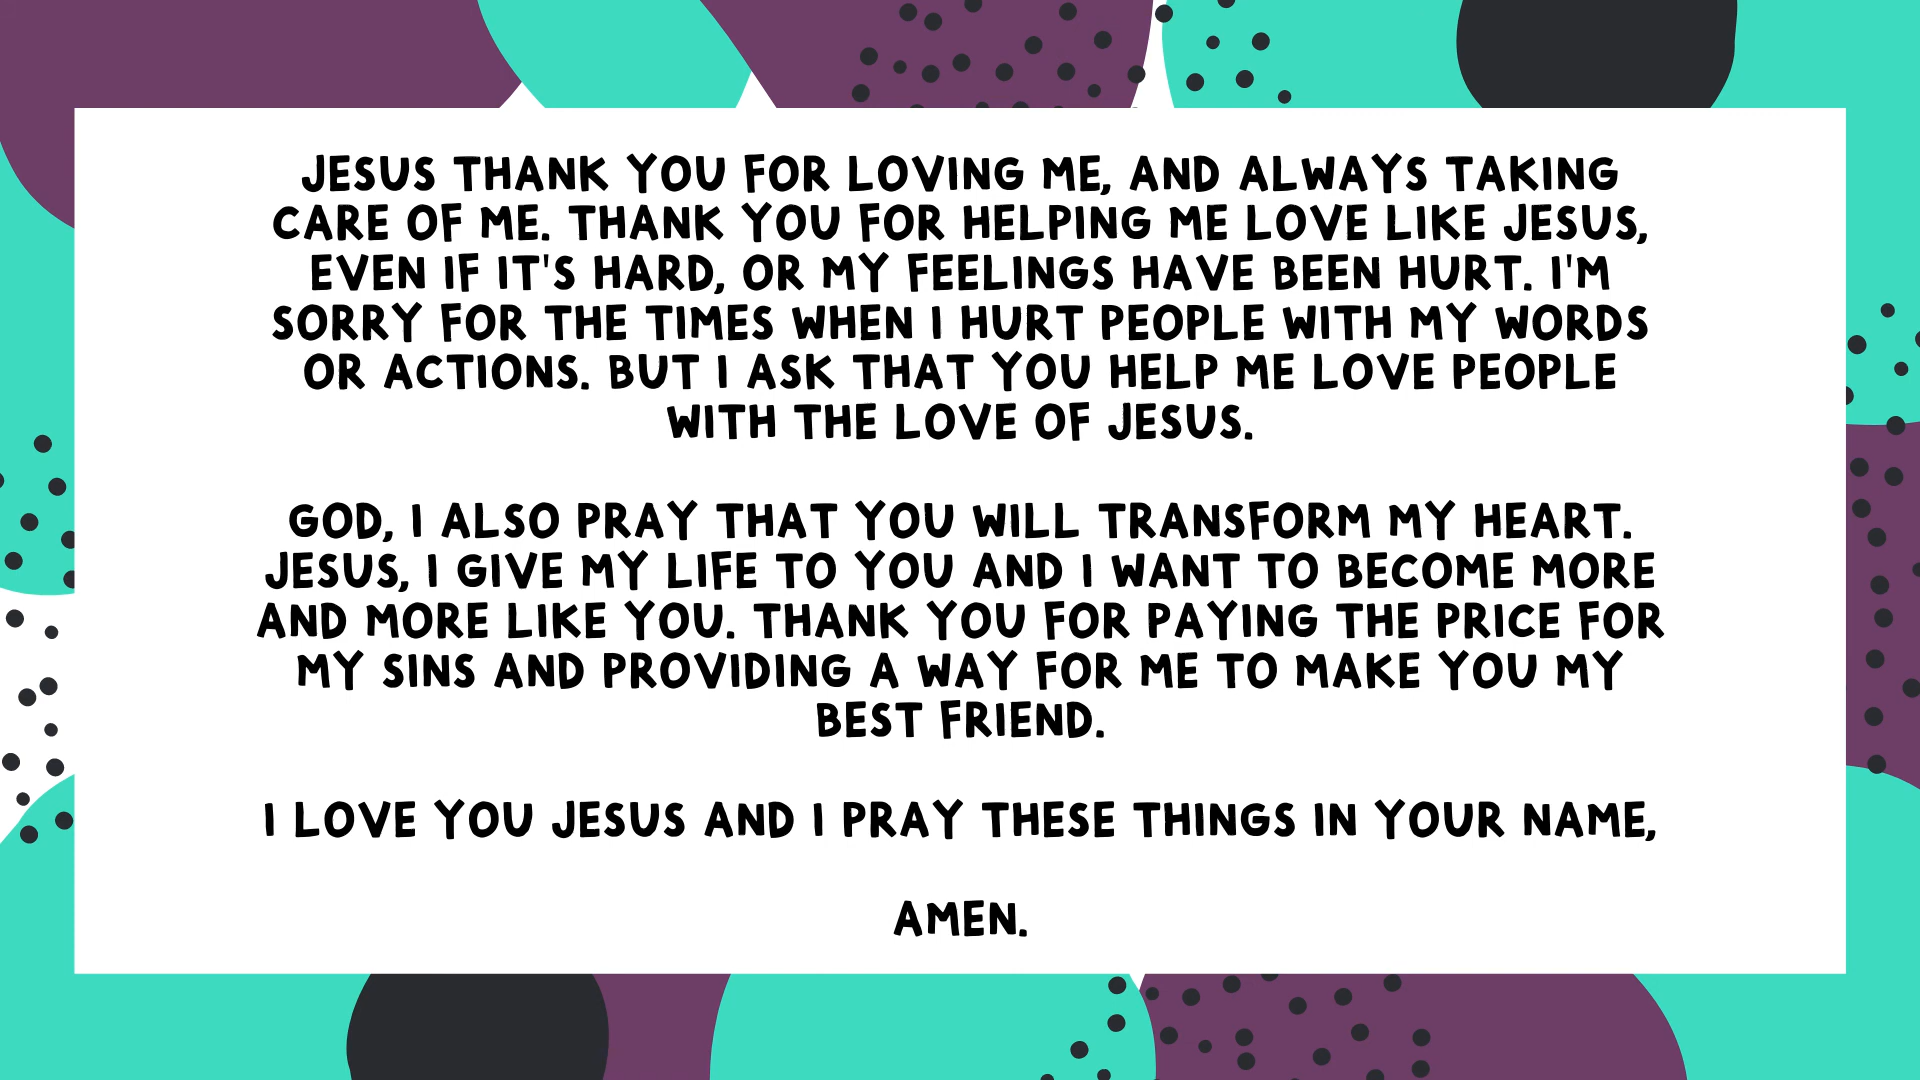 JESUS THANK YOU FOR LOVING ME, AND ALWAYS TAKING
CARE OF ME. THANK YOU FOR HELPING ME LOVE LIKE JESUS,
EVEN IF IT'S HARD, OR MY FEELINGS HAVE BEEN HURT. I'M
SORRY FOR THE TIMES WHEN I HURT PEOPLE WITH MY WORDS
OR ACTIONS. BUT I ASK THAT YOU HELP ME LOVE PEOPLE
WITH THE LOVE OF JESUS.
GOD, I ALSO PRAY THAT YOU WILL TRANSFORM MY HEART.
JESUS, I GIVE MY LIFE TO YOU AND I WANT TO BECOME MORE
AND MORE LIKE YOU. THANK YOU FOR PAYING THE PRICE FOR
MY SINS AND PROVIDING A WAY FOR ME TO MAKE YOU MY
BEST FRIEND.
I LOVE YOU JESUS AND I PRAY THESE THINGS IN YOUR NAME,
AMEN.